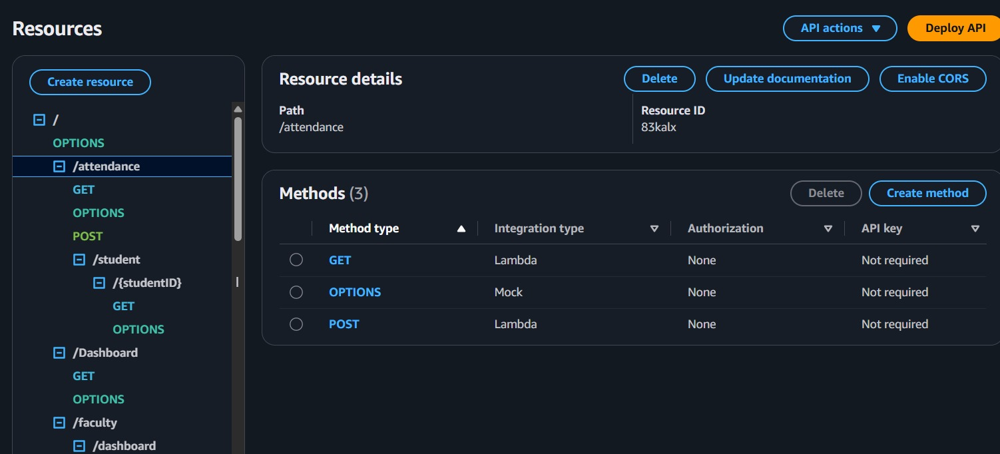 Resources
API actions
Deploy API
Create resource
/
OPTIONS
/attendance
GET
OPTIONS
POST
/student
/{studentID}
GET
OPTIONS
/Dashboard
GET
OPTIONS
/faculty
/dashboard
Resource details
Delete
Update documentation
Enable CORS
Path
/attendance
Resource ID
83kalx
Methods (3)
Delete
Create method
Method type Integration type Authorization API key
GET Lambda None Not required
OPTIONS Mock None Not required
POST Lambda None Not required